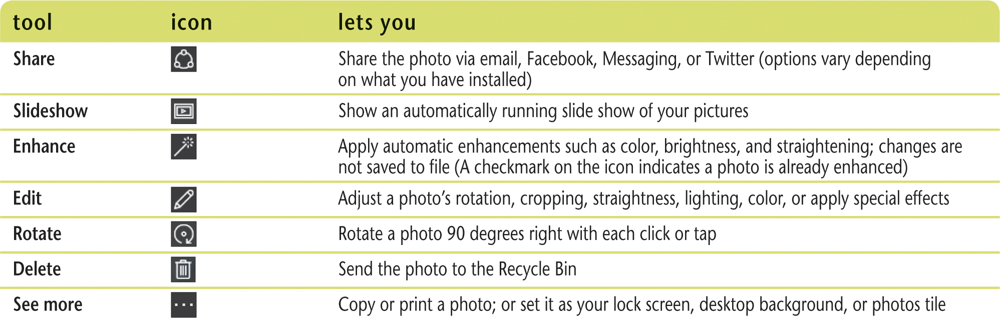 tool icon lets you
Share Share the photo via email, Facebook, Messaging, or Twitter (options vary depending
on what you have installed)
Slideshow Show an automatically running slide show of your pictures
Enhance Apply automatic enhancements such as color, brightness, and straightening; changes are
not saved to file (A checkmark on the icon indicates a photo is already enhanced)
Edit Adjust a photo’s rotation, cropping, straightness, lighting, color, or apply special effects
Rotate Rotate a photo 90 degrees right with each click or tap
Delete Send the photo to the Recycle Bin
See more Copy or print a photo; or set it as your lock screen, desktop background, or photos tile